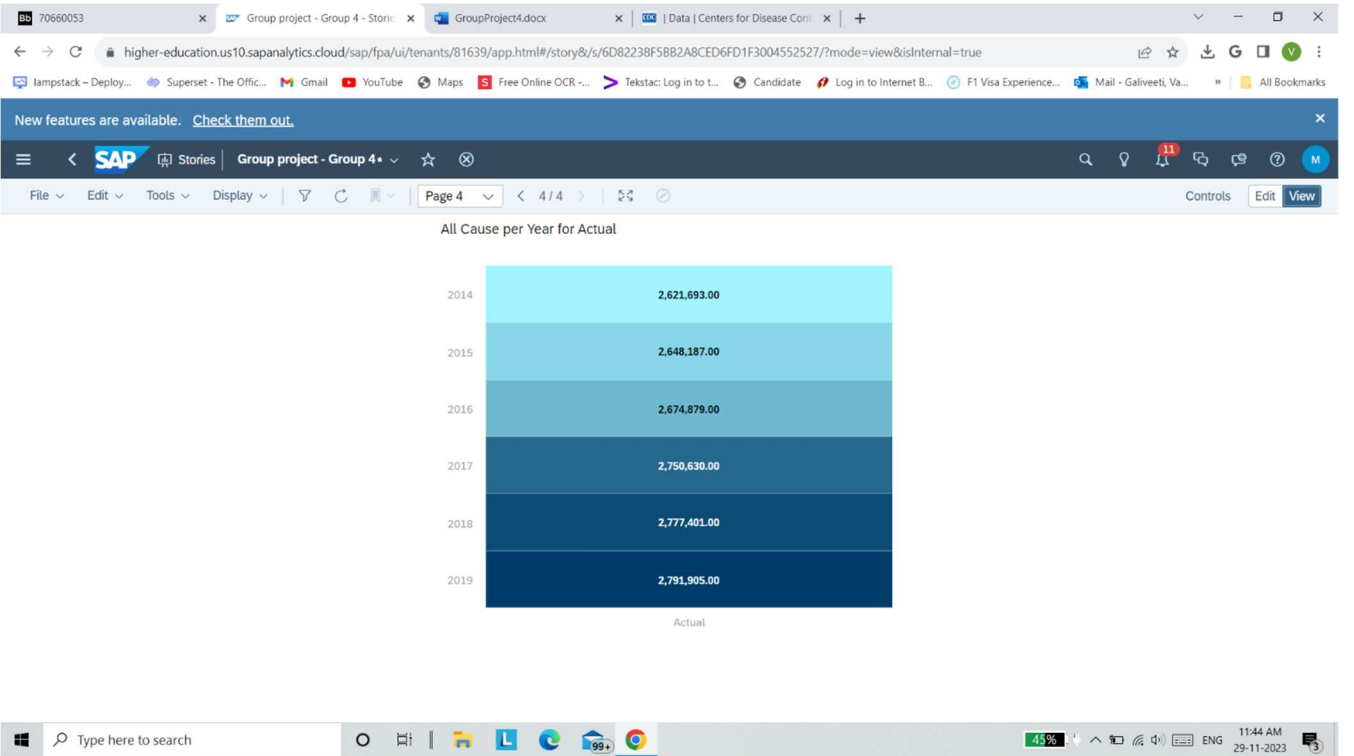 Bb 70660053 Group project - Group 4 - Storie GroupProject4.docx CDC | Data | Centers for Disease Cont
higher-education.us10.sapanalytics.cloud/sap/fpa/ui/tenants/81639/app.html#/story&/s/6D82238F5BB2A8CED6FD1F3004552527/?mode=view&isInternal=true G V
lampstack – Deploy... Superset - The Offic... Gmail YouTube Maps S Free Online OCR -... Tekstac: Log in to t... Candidate Log in to Internet B... F1 Visa Experience... Mail - Galiveeti, Va... » All Bookmarks
New features are available. Check them out.
SAP Stories Group project - Group 4• 11 M
File Edit Tools Display Page 4 4 / 4 Controls Edit View
All Cause per Year for Actual
2014 2,621,693.00
2015 2,648,187.00
2016 2,674,879.00
2017 2,750,630.00
2018 2,777,401.00
2019 2,791,905.00
Actual
Type here to search L 99+ 45% ENG 11:44 AM
29-11-2023 3